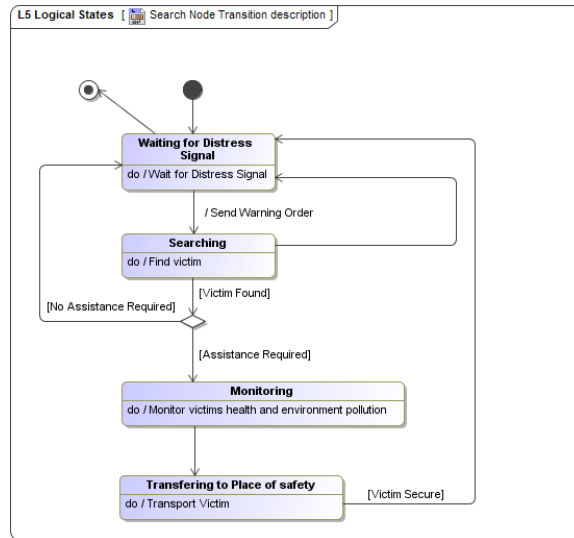 L5 Logical States [ Search Node Transition description ]
Waiting for Distress
Signal
do / Wait for Distress Signal
/ Send Warning Order
Searching
do / Find victim
[Victim Found]
[No Assistance Required]
[Assistance Required]
Monitoring
do / Monitor victims health and environment pollution
Transfering to Place of safety
do / Transport Victim
[Victim Secure]